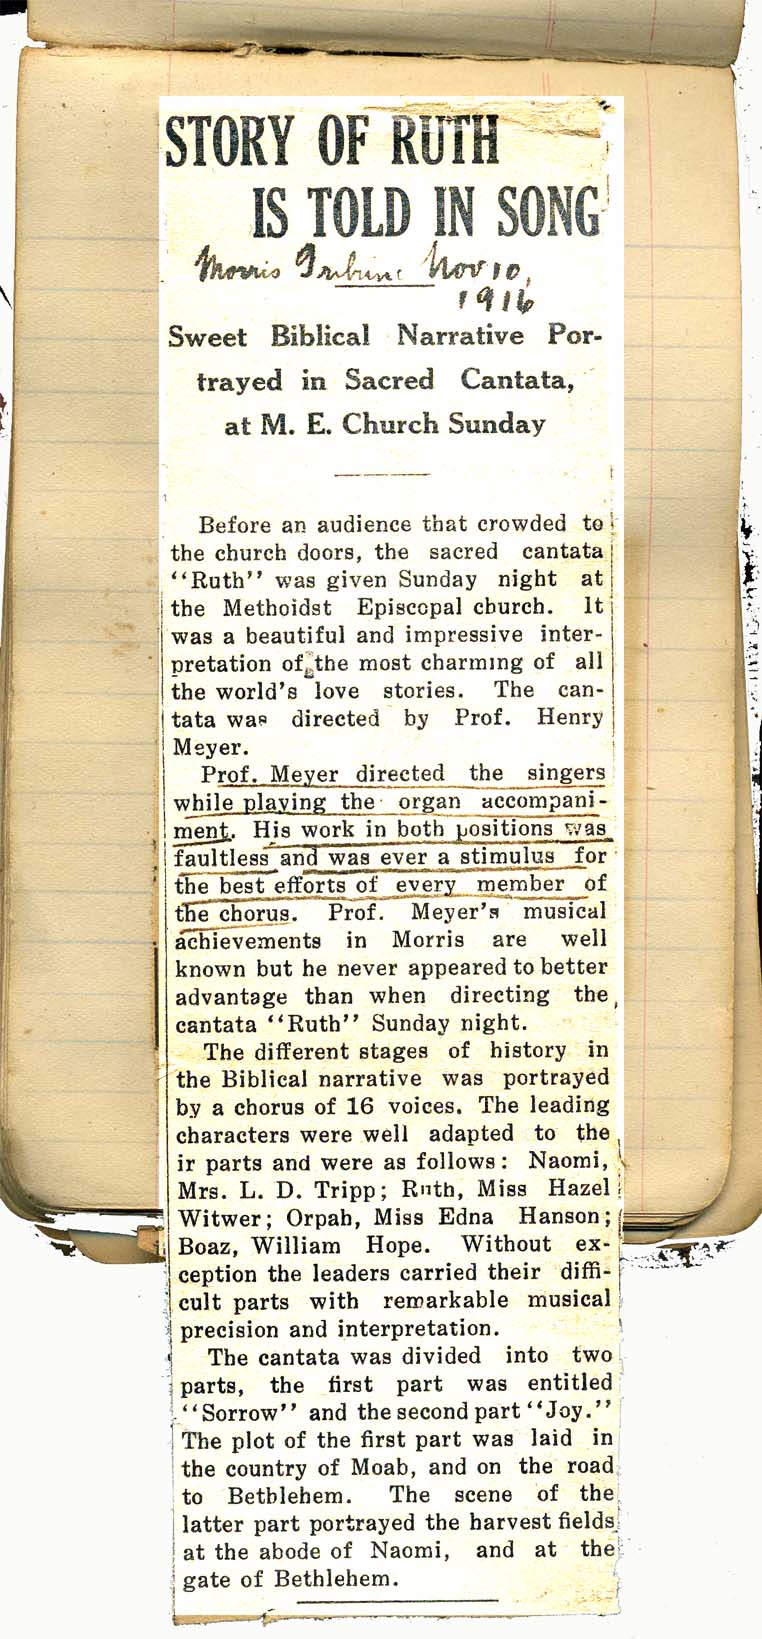 STORY OF RUTH
IS TOLD IN SONG
Morris Tribune Nov 10,
1916
Sweet Biblical Narrative Por-
trayed in Sacred Cantata,
at M. E. Church Sunday
Before an audience that crowded to
the church doors, the sacred cantata
"Ruth" was given Sunday night at
the Methoidst Episcopal church. It
was a beautiful and impressive inter-
pretation of the most charming of all
the world's love stories. The can-
tata was directed by Prof. Henry
Meyer.
Prof. Meyer directed the singers
while playing the organ accompani-
ment. His work in both positions was
faultless and was ever a stimulus for
the best efforts of every member of
the chorus. Prof. Meyer's musical
achievements in Morris are well
known but he never appeared to better
advantage than when directing the
cantata "Ruth" Sunday night.
The different stages of history in
the Biblical narrative was portrayed
by a chorus of 16 voices. The leading
characters were well adapted to the
ir parts and were as follows: Naomi,
Mrs. L. D. Tripp; Ruth, Miss Hazel
Witwer; Orpah, Miss Edna Hanson;
Boaz, William Hope. Without ex-
ception the leaders carried their diffi-
cult parts with remarkable musical
precision and interpretation.
The cantata was divided into two
parts, the first part was entitled
"Sorrow" and the second part "Joy."
The plot of the first part was laid in
the country of Moab, and on the road
to Bethlehem. The scene of the
latter part portrayed the harvest fields
at the abode of Naomi, and at the
gate of Bethlehem.